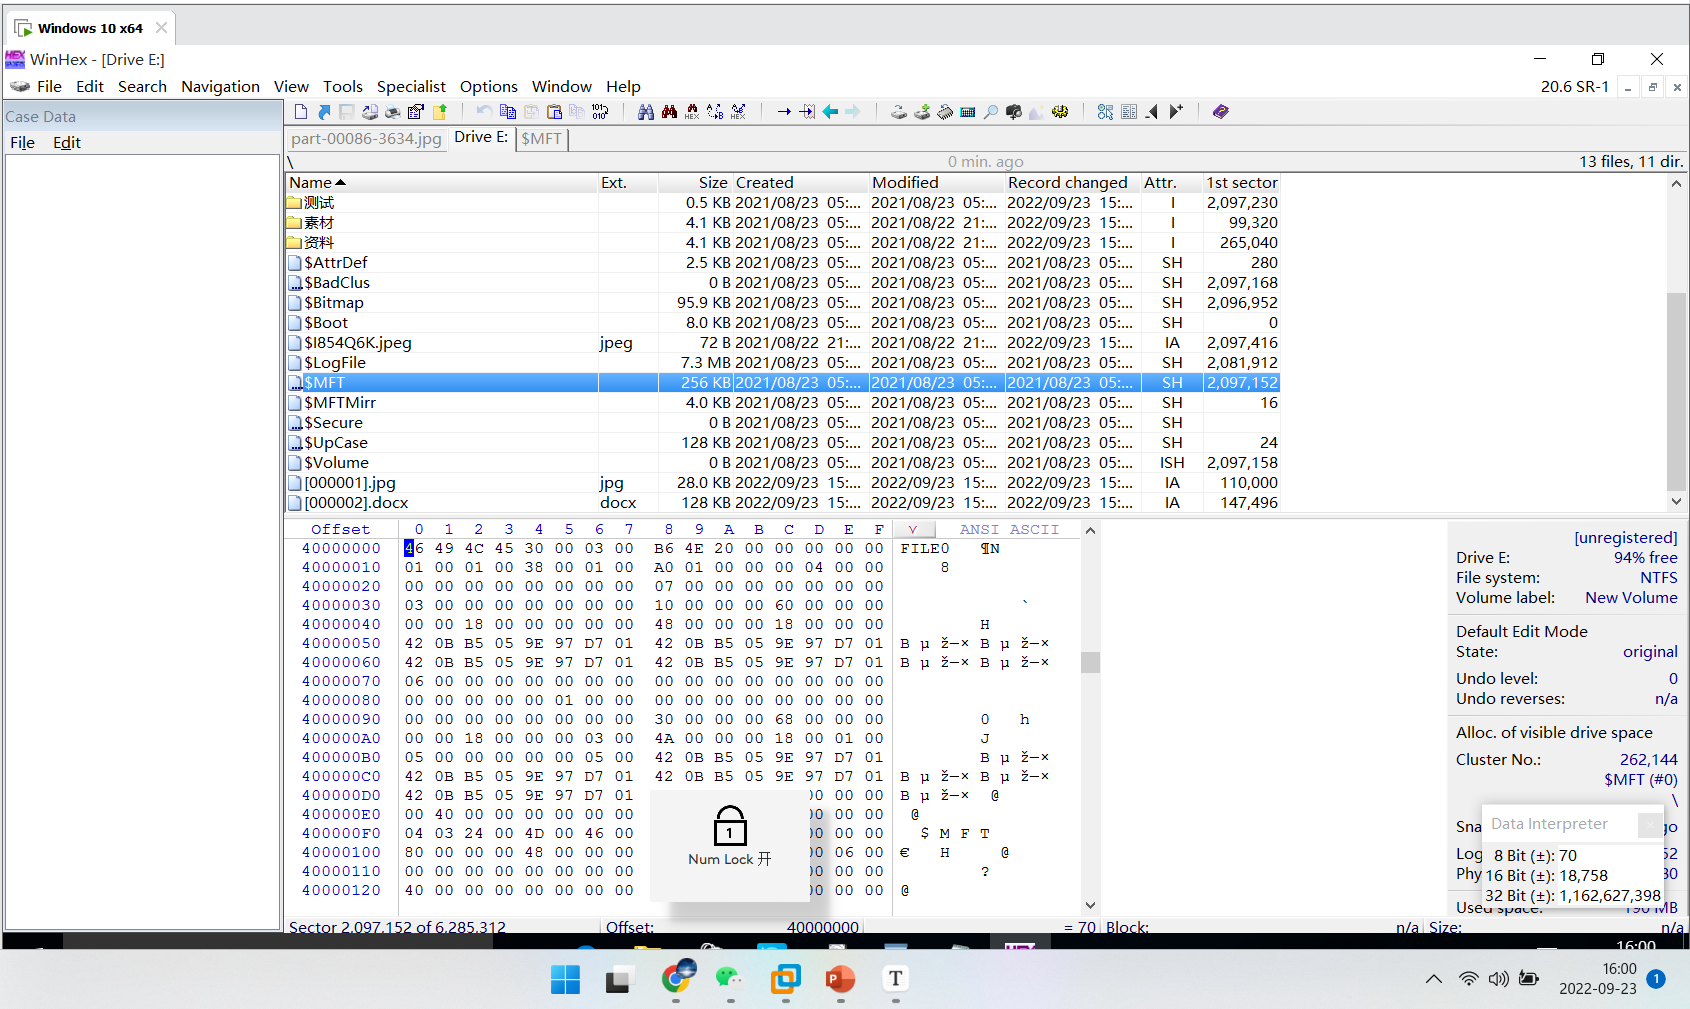 Windows 10 x64
WinHex - [Drive E:]
File Edit Search Navigation View Tools Specialist Options Window Help 20.6 SR-1
Case Data
File Edit
part-00086-3634.jpg Drive E: $MFT
\ 0 min. ago 13 files, 11 dir.
Name Ext. Size Created Modified Record changed Attr. 1st sector
测试 0.5 KB 2021/08/23 05:... 2021/08/23 05:... 2022/09/23 15:... I 2,097,230
素材 4.1 KB 2021/08/23 05:... 2021/08/22 21:... 2022/09/23 15:... I 99,320
资料 4.1 KB 2021/08/23 05:... 2021/08/22 21:... 2022/09/23 15:... I 265,040
$AttrDef 2.5 KB 2021/08/23 05:... 2021/08/23 05:... 2021/08/23 05:... SH 280
$BadClus 0 B 2021/08/23 05:... 2021/08/23 05:... 2021/08/23 05:... SH 2,097,168
$Bitmap 95.9 KB 2021/08/23 05:... 2021/08/23 05:... 2021/08/23 05:... SH 2,096,952
$Boot 8.0 KB 2021/08/23 05:... 2021/08/23 05:... 2021/08/23 05:... SH 0
$I854Q6K.jpeg jpeg 72 B 2021/08/22 21:... 2021/08/22 21:... 2022/09/23 15:... IA 2,097,416
$LogFile 7.3 MB 2021/08/23 05:... 2021/08/23 05:... 2021/08/23 05:... SH 2,081,912
$MFT 256 KB 2021/08/23 05:... 2021/08/23 05:... 2021/08/23 05:... SH 2,097,152
$MFTMirr 4.0 KB 2021/08/23 05:... 2021/08/23 05:... 2021/08/23 05:... SH 16
$Secure 0 B 2021/08/23 05:... 2021/08/23 05:... 2021/08/23 05:... SH
$UpCase 128 KB 2021/08/23 05:... 2021/08/23 05:... 2021/08/23 05:... SH 24
$Volume 0 B 2021/08/23 05:... 2021/08/23 05:... 2021/08/23 05:... ISH 2,097,158
[000001].jpg jpg 28.0 KB 2022/09/23 15:... 2022/09/23 15:... 2022/09/23 15:... IA 110,000
[000002].docx docx 128 KB 2022/09/23 15:... 2022/09/23 15:... 2022/09/23 15:... IA 147,496
Offset 0 1 2 3 4 5 6 7 8 9 A B C D E F ANSI ASCII
40000000 46 49 4C 45 30 00 03 00 B6 4E 20 00 00 00 00 00 FILE0 ¶N
40000010 01 00 01 00 38 00 01 00 A0 01 00 00 00 04 00 00 8
40000020 00 00 00 00 00 00 00 00 07 00 00 00 00 00 00 00
40000030 03 00 00 00 00 00 00 00 10 00 00 00 60 00 00 00 `
40000040 00 00 18 00 00 00 00 00 48 00 00 00 18 00 00 00 H
40000050 42 0B B5 05 9E 97 D7 01 42 0B B5 05 9E 97 D7 01 B µ ž—× B µ ž—×
40000060 42 0B B5 05 9E 97 D7 01 42 0B B5 05 9E 97 D7 01 B µ ž—× B µ ž—×
40000070 06 00 00 00 00 00 00 00 00 00 00 00 00 00 00 00
40000080 00 00 00 00 00 01 00 00 00 00 00 00 00 00 00 00
40000090 00 00 00 00 00 00 00 00 30 00 00 00 68 00 00 00 0 h
400000A0 00 00 18 00 00 00 03 00 4A 00 00 00 18 00 01 00 J
400000B0 05 00 00 00 00 00 05 00 42 0B B5 05 9E 97 D7 01 B µ ž—×
400000C0 42 0B B5 05 9E 97 D7 01 42 0B B5 05 9E 97 D7 01 B µ ž—× B µ ž—×
400000D0 42 0B B5 05 9E 97 D7 01 00 00 00 B µ ž—× @
400000E0 00 40 00 00 00 00 00 00 00 00 00 @
400000F0 04 03 24 00 4D 00 46 00 00 00 00 $ M F T
40000100 80 00 00 00 48 00 00 00 00 06 00 € H @
40000110 00 00 00 00 00 00 00 00 00 00 00 ?
40000120 40 00 00 00 00 00 00 00 00 00 00 @
1
Num Lock 开
[unregistered]
Drive E: 94% free
File system: NTFS
Volume label: New Volume
Default Edit Mode
State: original
Undo level: 0
Undo reverses: n/a
Alloc. of visible drive space
Cluster No.: 262,144
$MFT (#0)
\
Data Interpreter
8 Bit (±): 70
16 Bit (±): 18,758
32 Bit (±): 1,162,627,398
Used space: 190 MB
Sector 2,097,152 of 6,285,312 Offset: 40000000 = 70 Block: n/a Size: n/a
16:00
16:00
2022-09-23
1